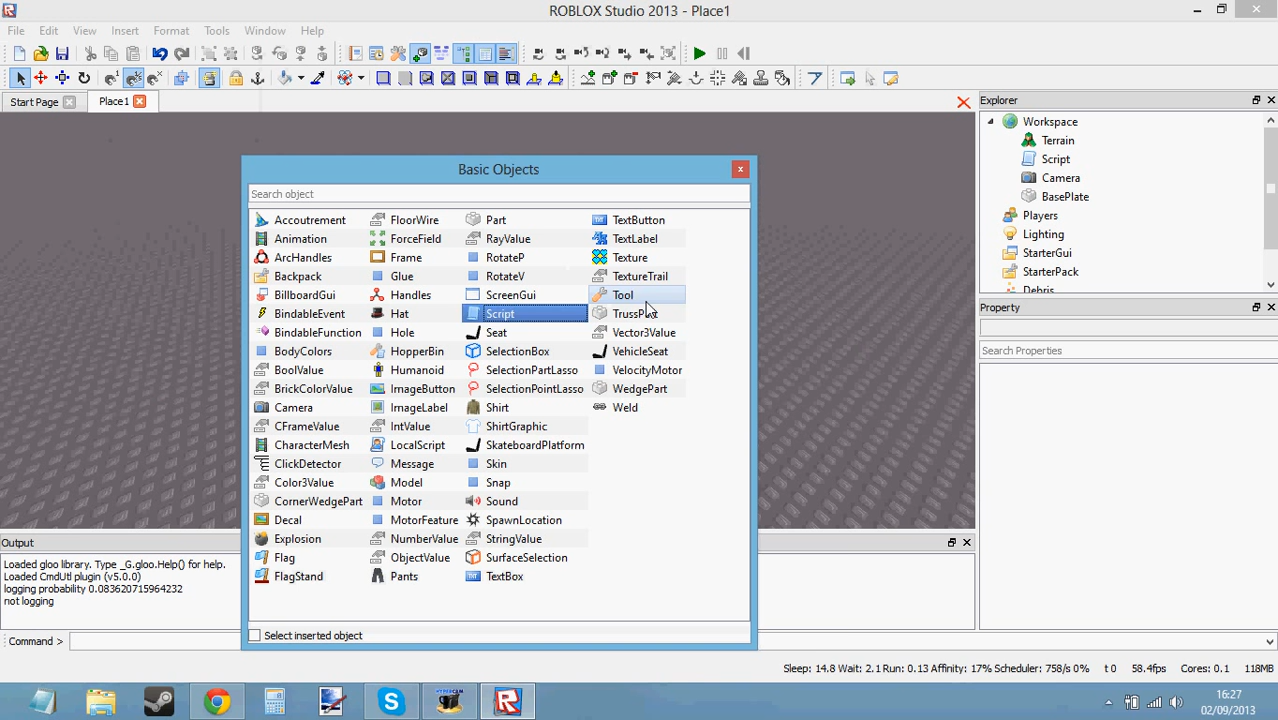 ROBLOX Studio 2013 - Place1
File Edit View Insert Format Tools Window Help
Start Page
Place1
Basic Objects
Search object
Accoutrement
Animation
ArcHandles
Backpack
BillboardGui
BindableEvent
BindableFunction
BodyColors
BoolValue
BrickColorValue
Camera
CFrameValue
CharacterMesh
ClickDetector
Color3Value
CornerWedgePart
Decal
Explosion
Flag
FlagStand
FloorWire
ForceField
Frame
Glue
Handles
Hat
Hole
HopperBin
Humanoid
ImageButton
ImageLabel
IntValue
LocalScript
Message
Model
Motor
MotorFeature
NumberValue
ObjectValue
Pants
Part
RayValue
RotateP
RotateV
ScreenGui
Script
Seat
SelectionBox
SelectionPartLasso
SelectionPointLasso
Shirt
ShirtGraphic
SkateboardPlatform
Skin
Snap
Sound
SpawnLocation
StringValue
SurfaceSelection
TextBox
TextButton
TextLabel
Texture
TextureTrail
Tool
Vector3Value
VehicleSeat
VelocityMotor
WedgePart
Weld
Select inserted object
Explorer
Workspace
Terrain
Script
Camera
BasePlate
Players
Lighting
StarterGui
StarterPack
Debris
Property
Search Properties
Output
Loaded gloo library. Type _G.gloo.Help() for help.
Loaded CmdUtl plugin (v5.0.0)
logging probability 0.083620715964232
not logging
Command >
Sleep: 14.8 Wait: 2.1 Run: 0.13 Affinity: 17% Scheduler: 758/s 0% t 0 58.4fps Cores: 0.1 118MB
16:27
02/09/2013